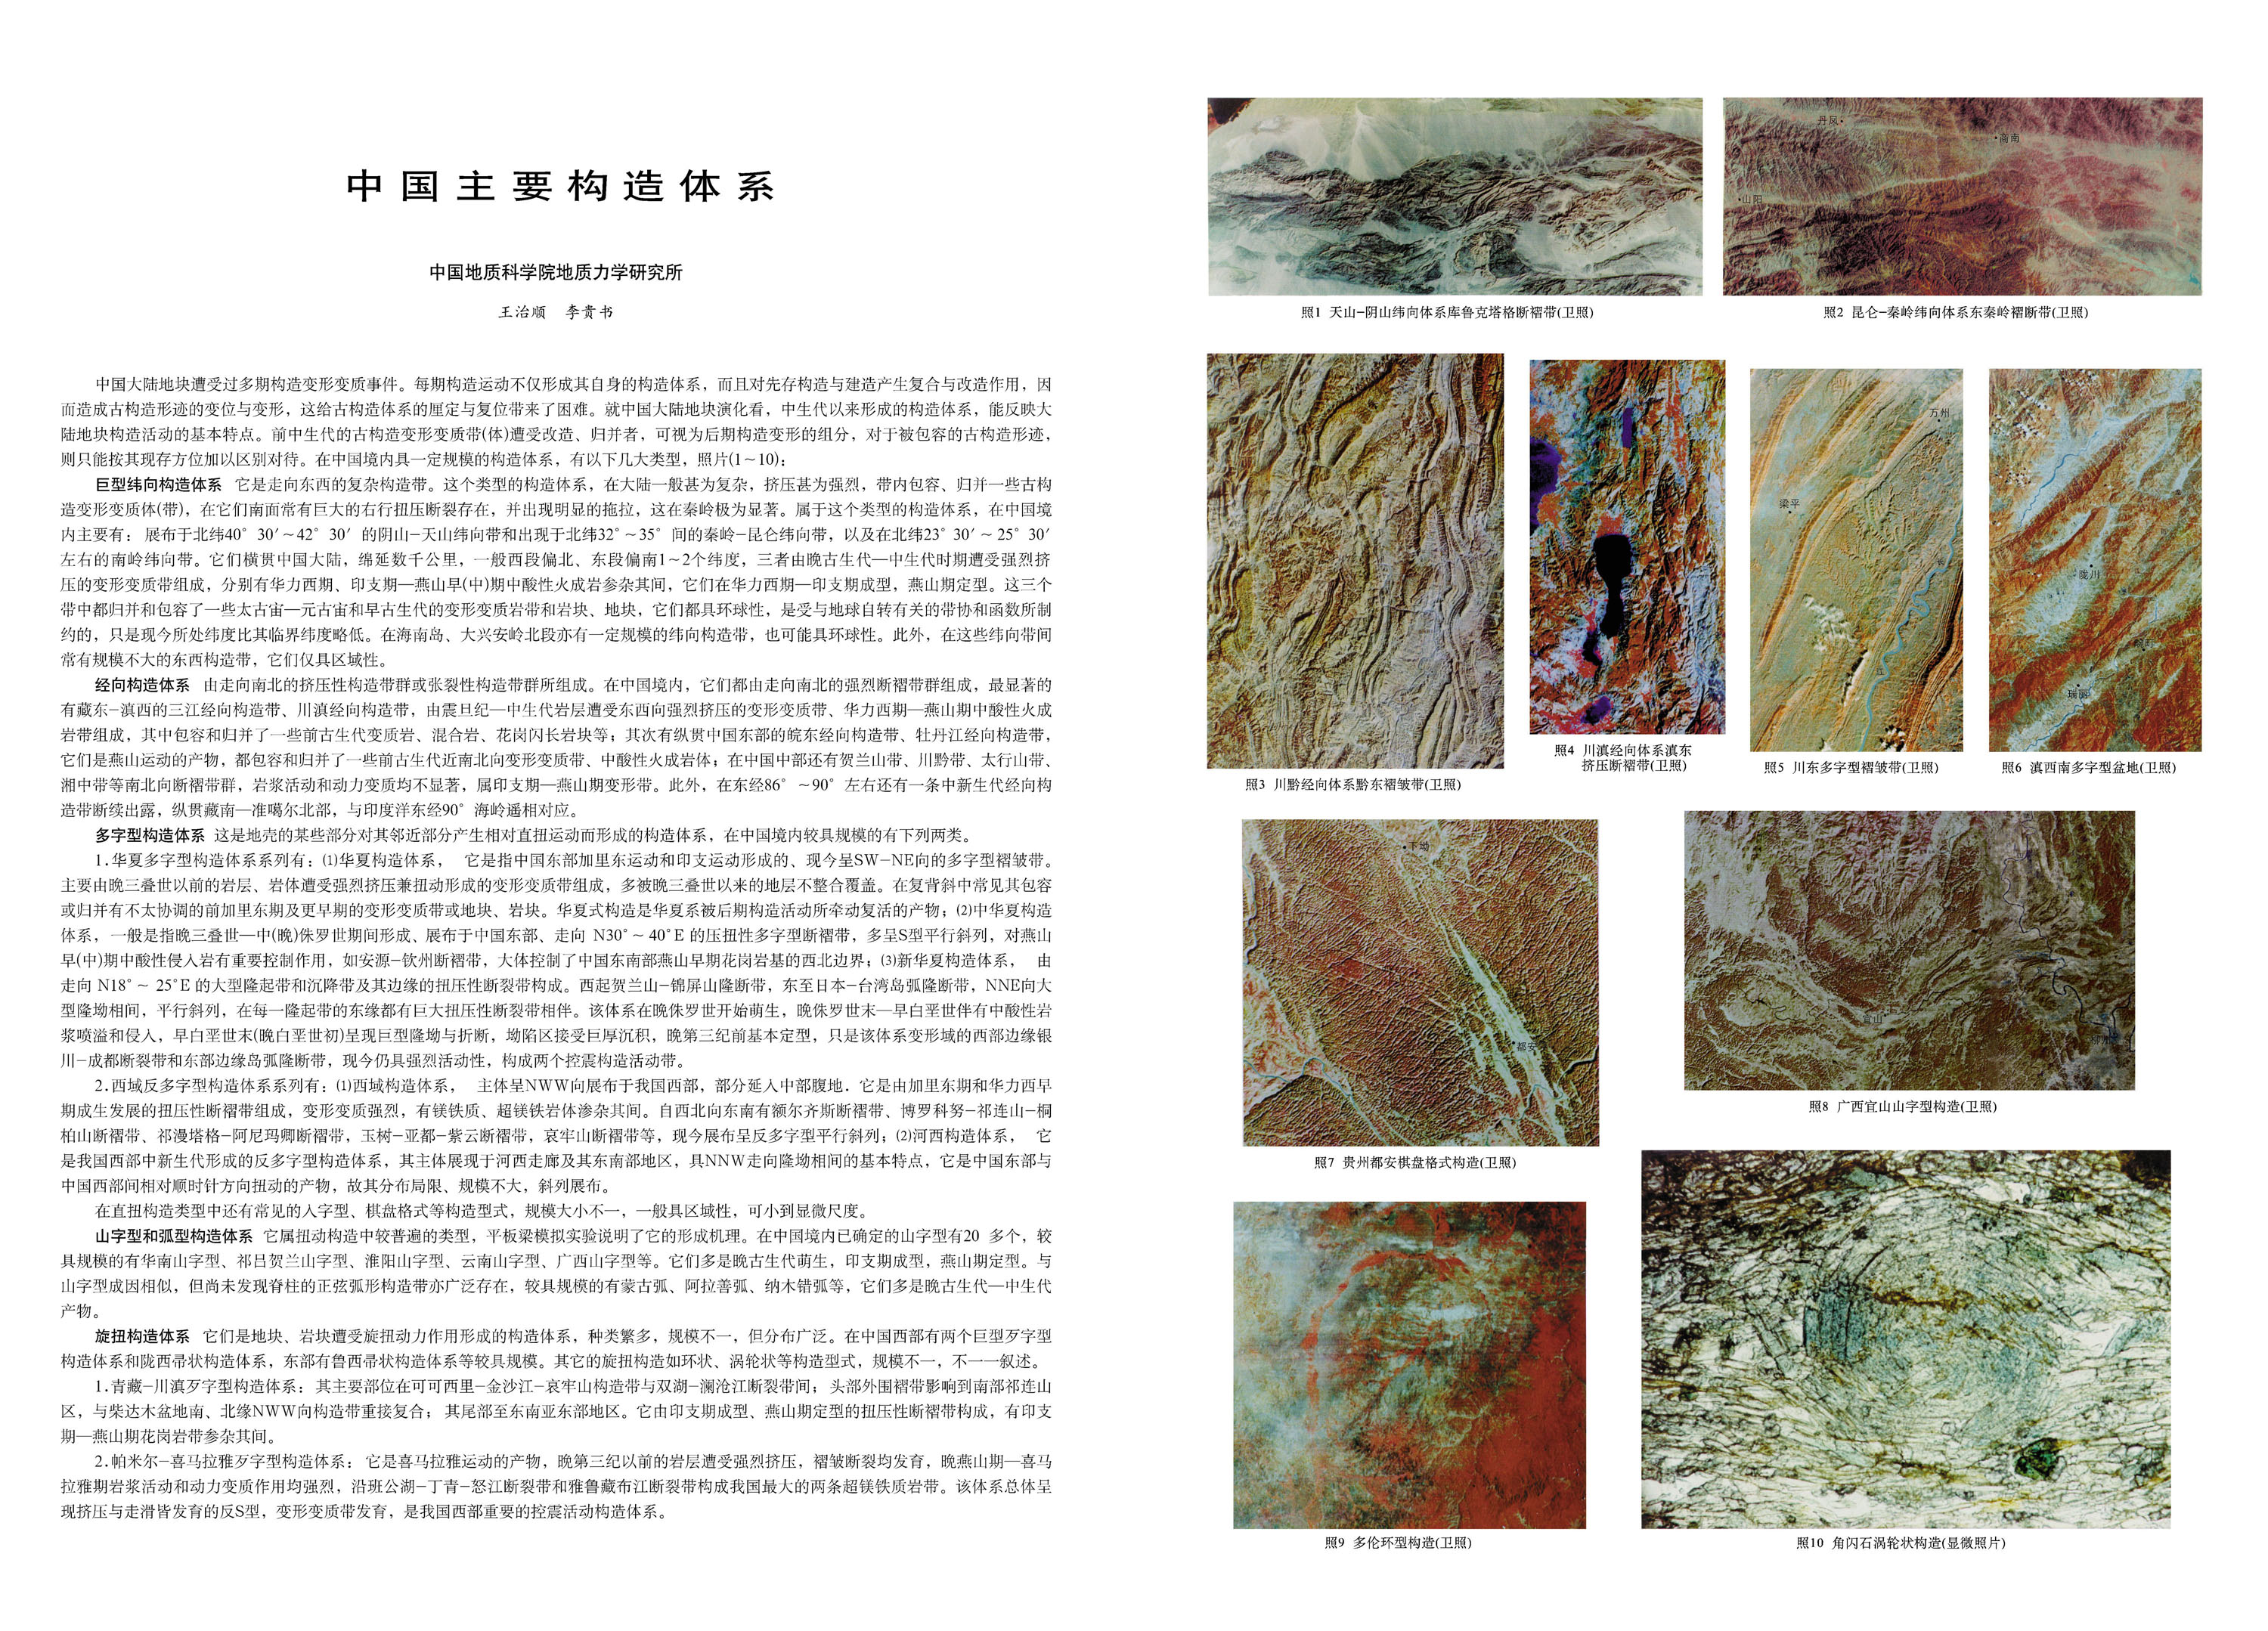 中国主要构造体系
中国地质科学院地质力学研究所
王治顺　李贵书
中国大陆地块遭受过多期构造变形变质事件。每期构造运动不仅形成其自身的构造体系，而且对先存构造与建造产生复合与改造作用，因
而造成古构造形迹的变位与变形，这给古构造体系的厘定与复位带来了困难。就中国大陆地块演化看，中生代以来形成的构造体系，能反映大
陆地块构造活动的基本特点。前中生代的古构造变形变质带(体)遭受改造、归并者，可视为后期构造变形的组分，对于被包容的古构造形迹，
则只能按其现存方位加以区别对待。在中国境内具一定规模的构造体系，有以下几大类型，照片(1～10)：
巨型纬向构造体系 它是走向东西的复杂构造带。这个类型的构造体系，在大陆一般甚为复杂，挤压甚为强烈，带内包容、归并一些古构
造变形变质体(带)，在它们南而常有巨大的右行扭压断裂存在，并出现明显的拖拉，这在秦岭极为显著。属于这个类型的构造体系，在中国境
内主要有：展布于北纬40°30′～42°30′的阴山–天山纬向带和出现于北纬32°～35°间的秦岭–昆仑纬向带，以及在北纬23°30′～25°30′
左右的南岭纬向带。它们横贯中国大陆，绵延数千公里，一般西段偏北、东段偏南1～2个纬度，三者由晚古生代—中生代时期遭受强烈挤
压的变形变质带组成，分别有华力西期、印支期—燕山早(中)期中酸性火成岩参杂其间，它们在华力西期—印支期成型，燕山期定型。这三个
带中都归并和包容了一些太古宙—元古宙和早古生代的变形变质岩带和岩块、地块，它们都具环球性，是受与地球自转有关的带协和函数所制
约的，只是现今所处纬度比其临界纬度略低。在海南岛、大兴安岭北段亦有一定规模的纬向构造带，也可能具环球性。此外，在这些纬向带间
常有规模不大的东西构造带，它们仅具区域性。
经向构造体系 由走向南北的挤压性构造带群或张裂性构造带群所组成。在中国境内，它们都由走向南北的强烈断褶带群组成，最显著的
有藏东–滇西的三江经向构造带、川滇经向构造带，由震旦纪—中生代岩层遭受东西向强烈挤压的变形变质带、华力西期—燕山期中酸性火成
岩带组成，其中包容和归并了一些前古生代变质岩、混合岩、花岗闪长岩块等；其次有纵贯中国东部的皖东经向构造带、牡丹江经向构造带，
它们是燕山运动的产物，都包容和归并了一些前古生代近南北向变形变质带、中酸性火成岩体；在中国中部还有贺兰山带、川黔带、太行山带、
湘中带等南北向断褶带群，岩浆活动和动力变质均不显著，属印支期—燕山期变形带。此外，在东经86°～90°左右还有一条中新生代经向构
造带断续出露，纵贯藏南—准噶尔北部，与印度洋东经90°海岭遥相对应。
多字型构造体系 这是地壳的某些部分对其邻近部分产生相对直扭运动而形成的构造体系，在中国境内较具规模的有下列两类。
1.华夏多字型构造体系系列有：⑴华夏构造体系， 它是指中国东部加里东运动和印支运动形成的、现今呈SW–NE向的多字型褶皱带。
主要由晚三叠世以前的岩层、岩体遭受强烈挤压兼扭动形成的变形变质带组成，多被晚三叠世以来的地层不整合覆盖。在复背斜中常见其包容
或归并有不太协调的前加里东期及更早期的变形变质带或地块、岩块。华夏式构造是华夏系被后期构造活动所牵动复活的产物；⑵中华夏构造
体系，一般是指晚三叠世—中(晚)侏罗世期间形成、展布于中国东部、走向 N30°～40°E 的压扭性多字型断褶带，多呈S型平行斜列，对燕山
早(中)期中酸性侵入岩有重要控制作用，如安源–钦州断褶带，大体控制了中国东南部燕山早期花岗岩基的西北边界；⑶新华夏构造体系， 由
走向 N18°～25°E 的大型隆起带和沉降带及其边缘的扭压性断裂带构成。西起贺兰山–锦屏山隆断带，东至日本–台湾岛弧隆断带，NNE向大
型隆坳相间，平行斜列，在每一隆起带的东缘都有巨大扭压性断裂带相伴。该体系在晚侏罗世开始萌生，晚侏罗世末—早白垩世伴有中酸性岩
浆喷溢和侵入，早白垩世末(晚白垩世初)呈现巨型隆坳与折断，坳陷区接受巨厚沉积，晚第三纪前基本定型，只是该体系变形域的西部边缘银
川–成都断裂带和东部边缘岛弧隆断带，现今仍具强烈活动性，构成两个控震构造活动带。
2.西域反多字型构造体系系列有：⑴西域构造体系， 主体呈NWW向展布于我国西部，部分延入中部腹地．它是由加里东期和华力西早
期成生发展的扭压性断褶带组成，变形变质强烈，有镁铁质、超镁铁岩体渗杂其间。自西北向东南有额尔齐斯断褶带、博罗科努–祁连山–桐
柏山断褶带、祁漫塔格–阿尼玛卿断褶带，玉树–亚都–紫云断褶带，哀牢山断褶带等，现今展布呈反多字型平行斜列；⑵河西构造体系， 它
是我国西部中新生代形成的反多字型构造体系，其主体展现于河西走廊及其东南部地区，具NNW走向隆坳相间的基本特点，它是中国东部与
中国西部间相对顺时针方向扭动的产物，故其分布局限、规模不大，斜列展布。
在直扭构造类型中还有常见的入字型、棋盘格式等构造型式，规模大小不一，一般具区域性，可小到显微尺度。
山字型和弧型构造体系 它属扭动构造中较普遍的类型，平板梁模拟实验说明了它的形成机理。在中国境内已确定的山字型有20 多个，较
具规模的有华南山字型、祁吕贺兰山字型、淮阳山字型、云南山字型、广西山字型等。它们多是晚古生代萌生，印支期成型，燕山期定型。与
山字型成因相似，但尚未发现脊柱的正弦弧形构造带亦广泛存在，较具规模的有蒙古弧、阿拉善弧、纳木错弧等，它们多是晚古生代—中生代
产物。
旋扭构造体系 它们是地块、岩块遭受旋扭动力作用形成的构造体系，种类繁多，规模不一，但分布广泛。在中国西部有两个巨型歹字型
构造体系和陇西帚状构造体系，东部有鲁西帚状构造体系等较具规模。其它的旋扭构造如环状、涡轮状等构造型式，规模不一，不一一叙述。
1.青藏–川滇歹字型构造体系：其主要部位在可可西里–金沙江–哀牢山构造带与双湖–澜沧江断裂带间；头部外围褶带影响到南部祁连山
区，与柴达木盆地南、北缘NWW向构造带重接复合；其尾部至东南亚东部地区。它由印支期成型、燕山期定型的扭压性断褶带构成，有印支
期—燕山期花岗岩带参杂其间。
2.帕米尔–喜马拉雅歹字型构造体系：它是喜马拉雅运动的产物，晚第三纪以前的岩层遭受强烈挤压，褶皱断裂均发育，晚燕山期—喜马
拉雅期岩浆活动和动力变质作用均强烈，沿班公湖–丁青–怒江断裂带和雅鲁藏布江断裂带构成我国最大的两条超镁铁质岩带。该体系总体呈
现挤压与走滑皆发育的反S型，变形变质带发育，是我国西部重要的控震活动构造体系。
照1 天山–阴山纬向体系库鲁克塔格断褶带(卫照)
丹凤
商南
山阳
照2 昆仑–秦岭纬向体系东秦岭褶断带(卫照)
照3 川黔经向体系黔东褶皱带(卫照)
照4 川滇经向体系滇东
挤压断褶带(卫照)
万州
梁平
照5 川东多字型褶皱带(卫照)
陇川
瑞丽
照6 滇西南多字型盆地(卫照)
下坳
都安
照7 贵州都安棋盘格式构造(卫照)
宜山
照8 广西宜山山字型构造(卫照)
照9 多伦环型构造(卫照)
照10 角闪石涡轮状构造(显微照片)